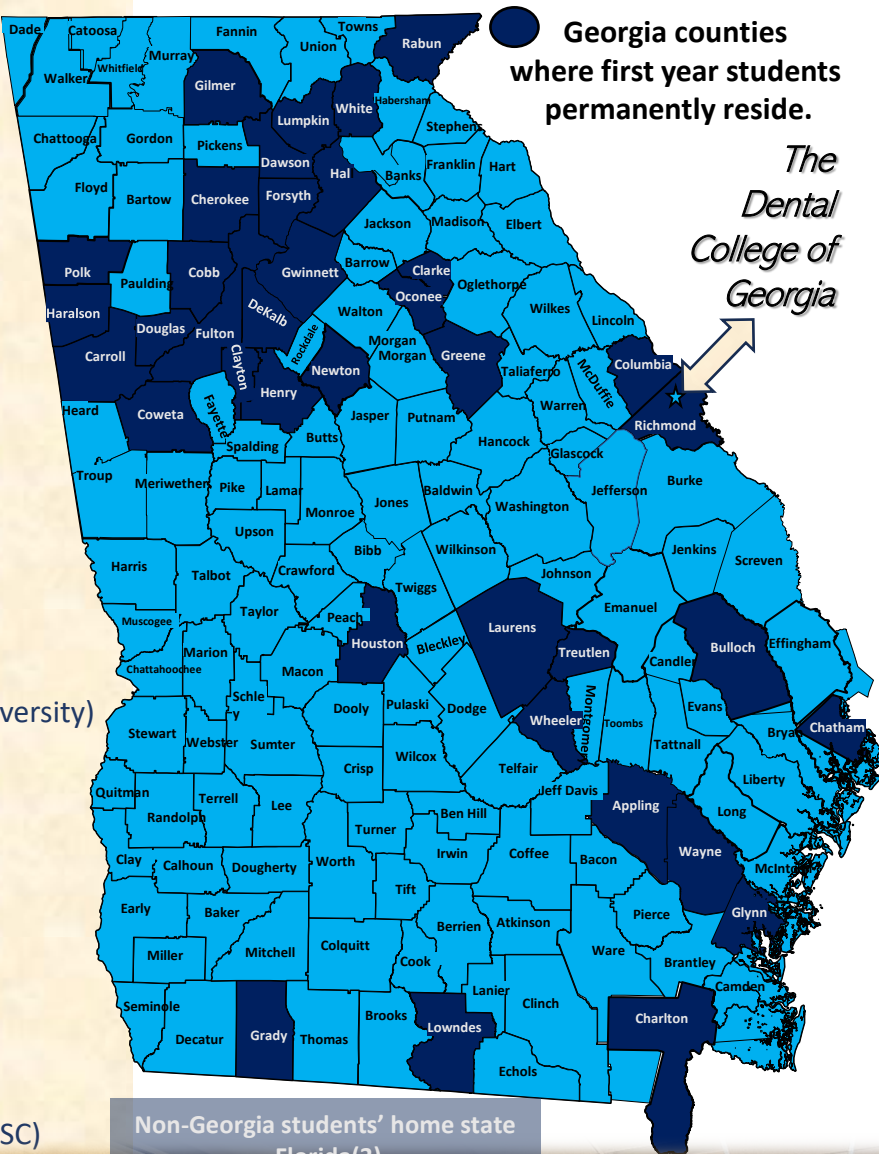 Georgia counties
where first year students
permanently reside.
The
Dental
College of
Georgia
Dade
Catoosa
Fannin
Towns
Union
Rabun
Murray
Whitfield
Walker
Gilmer
White
Habersham
Lumpkin
Stephens
Chattooga
Gordon
Pickens
Dawson
Hal
Banks
Franklin
Hart
Floyd
Bartow
Cherokee
Forsyth
Jackson
Madison
Elbert
Polk
Paulding
Cobb
Gwinnett
Barrow
Clarke
Oconee
Oglethorpe
Wilkes
Lincoln
Haralson
Douglas
Fulton
DeKalb
Rockdale
Walton
Morgan
Morgan
Greene
Taliaferro
McDuffie
Columbia
Carroll
Clayton
Henry
Newton
Warren
Richmond
Heard
Coweta
Fayette
Spalding
Butts
Jasper
Putnam
Hancock
Glascock
Troup
Meriwether
Pike
Lamar
Monroe
Jones
Baldwin
Washington
Jefferson
Burke
Upson
Bibb
Wilkinson
Jenkins
Screven
Harris
Talbot
Crawford
Twiggs
Johnson
Emanuel
Taylor
Peach
Muscogee
Marion
Macon
Houston
Bleckley
Laurens
Treutlen
Candler
Bulloch
Effingham
Chattahoochee
Schle
y
Dooly
Pulaski
Dodge
Wheeler
Montgomery
Toombs
Evans
Tattnall
Brya
Chatham
versity)
Stewart
Webster
Sumter
Crisp
Wilcox
Telfair
Jeff Davis
Appling
Liberty
Long
Quitman
Randolph
Terrell
Lee
Turner
Ben Hill
Irwin
Coffee
Bacon
Wayne
McInto
Clay
Calhoun
Dougherty
Worth
Tift
Early
Baker
Berrien
Atkinson
Pierce
Glynn
Miller
Mitchell
Colquitt
Cook
Ware
Brantley
Camden
Seminole
Decatur
Grady
Thomas
Brooks
Lowndes
Lanier
Clinch
Charlton
Echols
SC)
Non-Georgia students’ home state